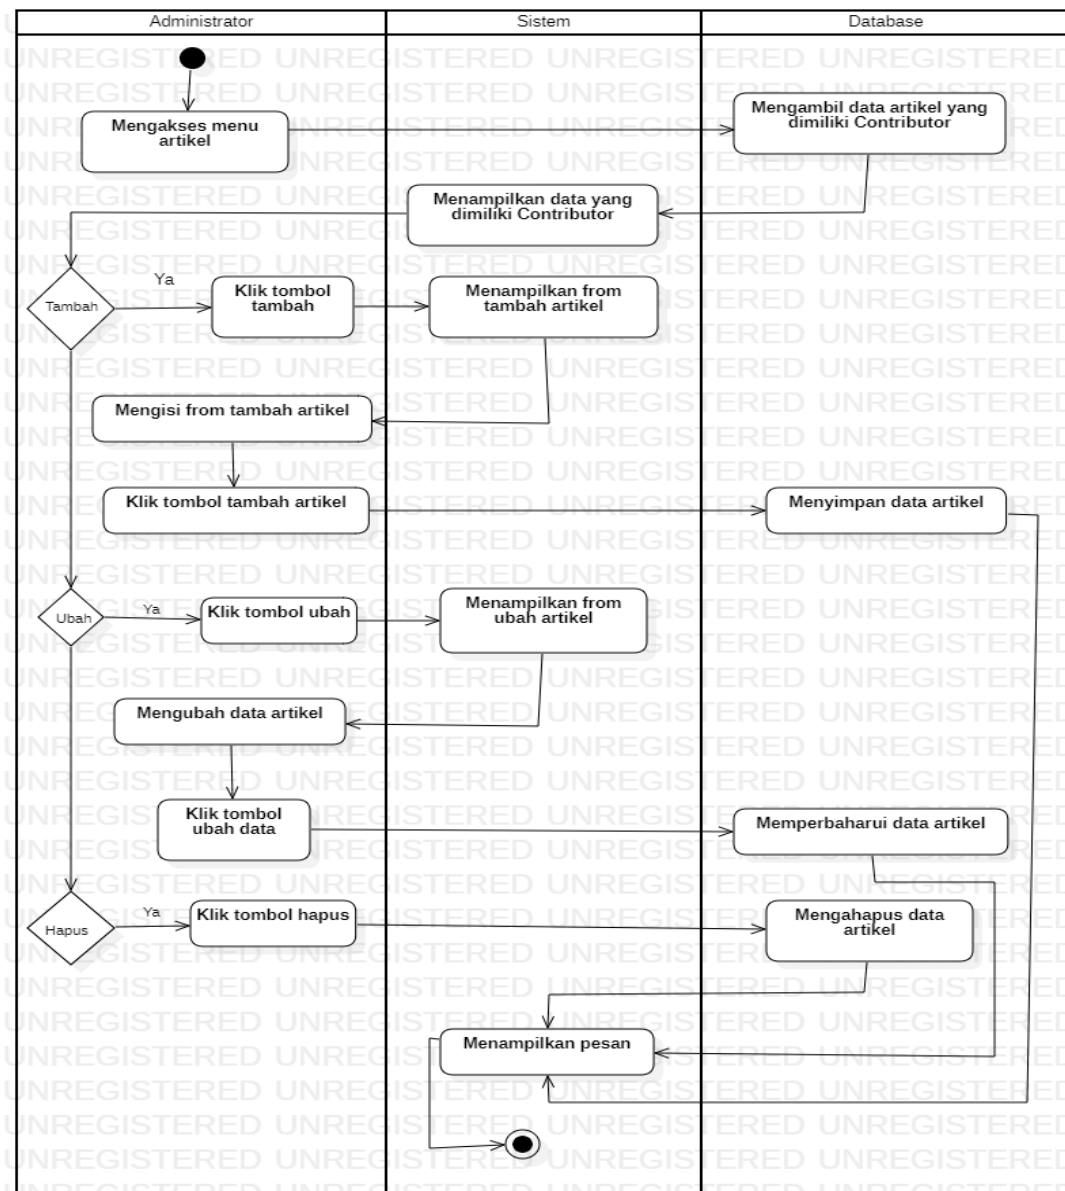 Administrator
Sistem
Database
Mengakses menu
artikel
Mengambil data artikel yang
dimiliki Contributor
Menampilkan data yang
dimiliki Contributor
Tambah
Ya
Klik tombol
tambah
Menampilkan from
tambah artikel
Mengisi from tambah artikel
Klik tombol tambah artikel
Menyimpan data artikel
Ubah
Ya
Klik tombol ubah
Menampilkan from
ubah artikel
Mengubah data artikel
Klik tombol
ubah data
Memperbaharui data artikel
Hapus
Ya
Klik tombol hapus
Mengahapus data
artikel
Menampilkan pesan
UNREGISTERED